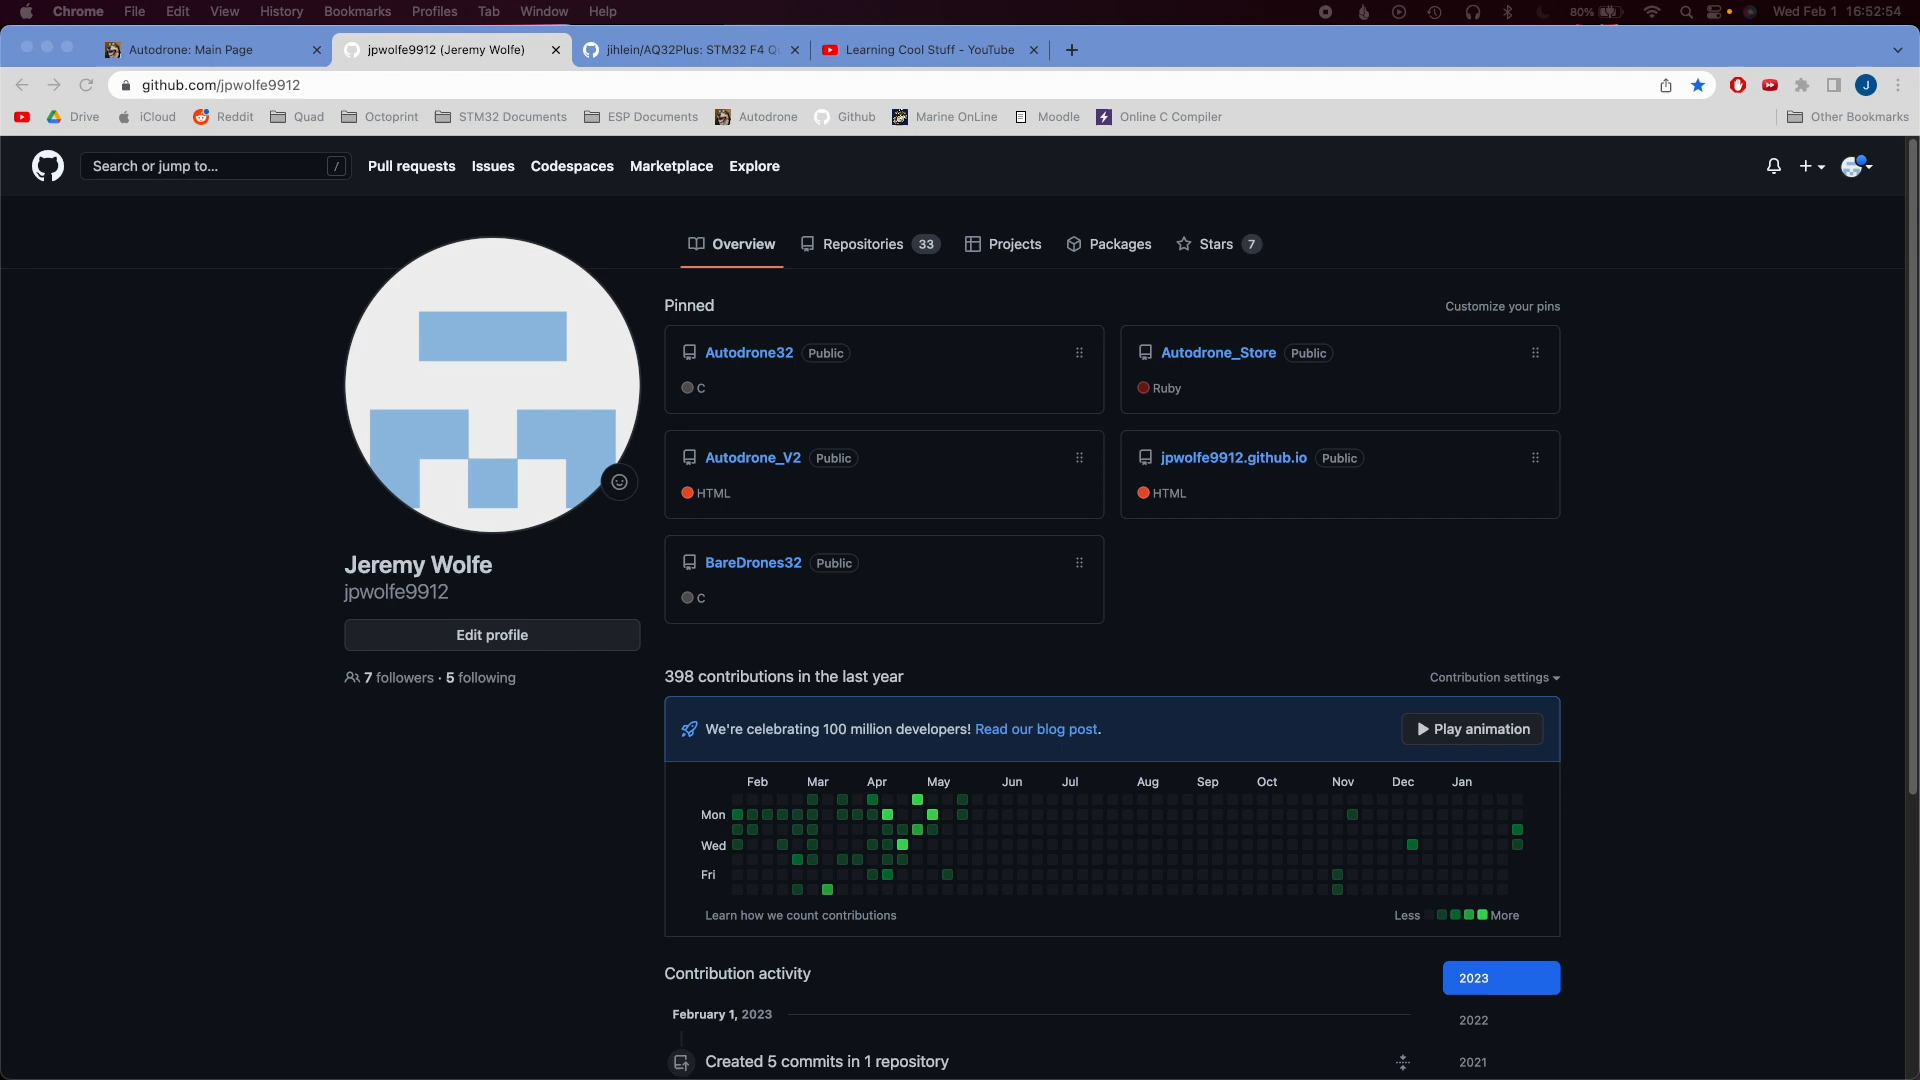 Chrome File Edit View History Bookmarks Profiles Tab Window Help 80% Wed Feb 1 16:52:54
Autodrone: Main Page jpwolfe9912 (Jeremy Wolfe) jihlein/AQ32Plus: STM32 F4 Learning Cool Stuff - YouTube
github.com/jpwolfe9912 J
Drive iCloud Reddit Quad Octoprint STM32 Documents ESP Documents Autodrone Github Marine OnLine Moodle Online C Compiler Other Bookmarks
Search or jump to... / Pull requests Issues Codespaces Marketplace Explore
Overview Repositories 33 Projects Packages Stars 7
Pinned Customize your pins
Autodrone32 Public Autodrone_Store Public
C Ruby
Autodrone_V2 Public jpwolfe9912.github.io Public
HTML HTML
BareDrones32 Public
C
Jeremy Wolfe
jpwolfe9912
Edit profile
7 followers · 5 following
398 contributions in the last year Contribution settings
We're celebrating 100 million developers! Read our blog post. Play animation
Feb Mar Apr May Jun Jul Aug Sep Oct Nov Dec Jan
Mon
Wed
Fri
Learn how we count contributions Less More
Contribution activity 2023
February 1, 2023
2022
Created 5 commits in 1 repository 2021